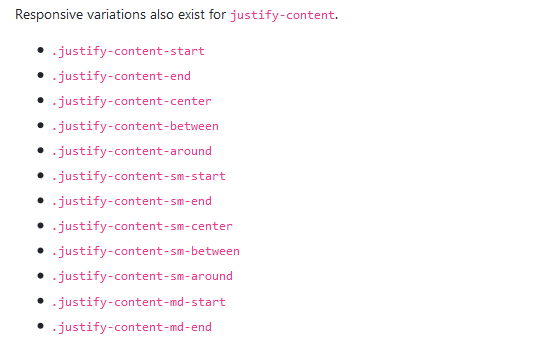 Responsive variations also exist for justify-content.
.justify-content-start
.justify-content-end
.justify-content-center
.justify-content-between
.justify-content-around
.justify-content-sm-start
.justify-content-sm-end
.justify-content-sm-center
.justify-content-sm-between
.justify-content-sm-around
.justify-content-md-start
.justify-content-md-end